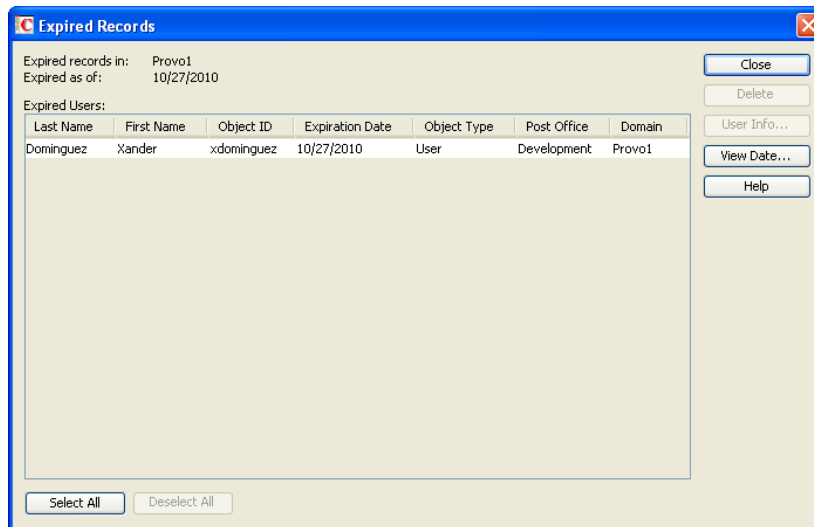 Expired Records
Expired records in: Provo1
Expired as of: 10/27/2010
Expired Users:
Last Name First Name Object ID Expiration Date Object Type Post Office Domain
Dominguez Xander xdominguez 10/27/2010 User Development Provo1
Close
Delete
User Info...
View Date...
Help
Select All Deselect All